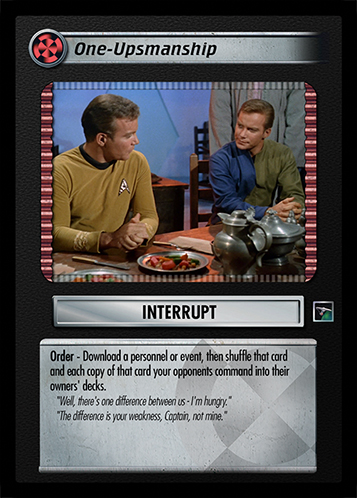 One-Upsmanship
INTERRUPT
Order - Download a personnel or event, then shuffle that card
and each copy of that card your opponents command into their
owners' decks.
"Well, there's one difference between us - I'm hungry."
"The difference is your weakness, Captain, not mine."